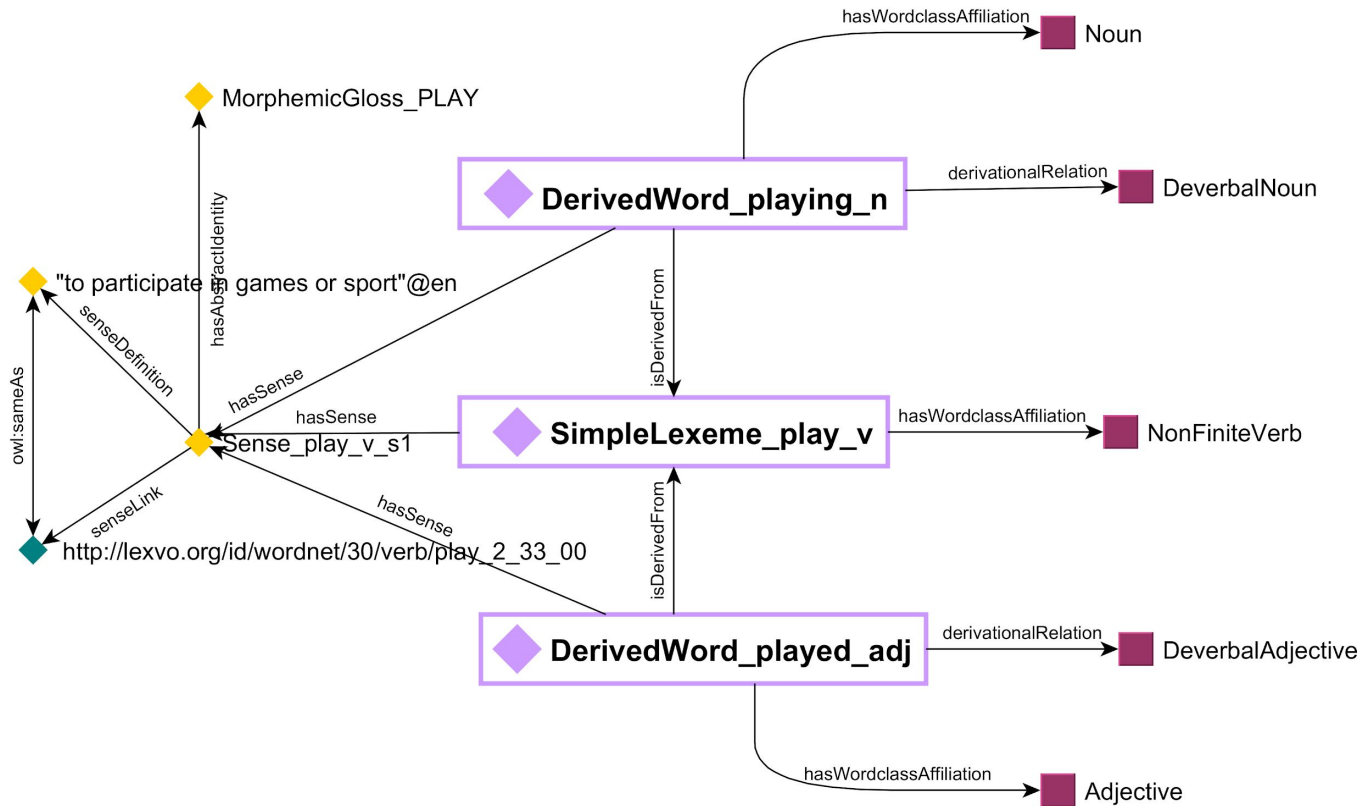 hasWordclassAffiliation
Noun
MorphemicGloss_PLAY
DerivedWord_playing_n
derivationalRelation
DeverbalNoun
hasAbstractIdentity
"to participate in games or sport"@en
senseDefinition
isDerivedFrom
owl:sameAs
hasSense
hasSense
SimpleLexeme_play_v
hasWordclassAffiliation
NonFiniteVerb
Sense_play_v_s1
senseLink
hasSense
isDerivedFrom
http://lexvo.org/id/wordnet/30/verb/play_2_33_00
DerivedWord_played_adj
derivationalRelation
DeverbalAdjective
hasWordclassAffiliation
Adjective